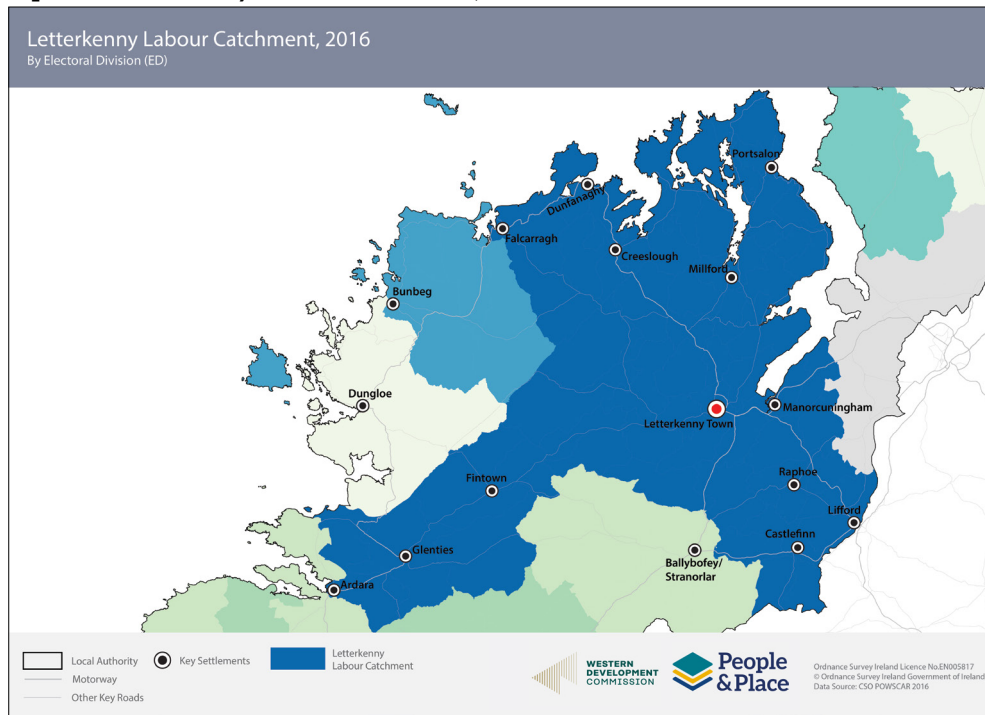 Letterkenny Labour Catchment, 2016
By Electoral Division (ED)
Portsalon
Dunfanaghy
Falcarragh
Creeslough
Millford
Bunbeg
Dungloe
Manorcuningham
Letterkenny Town
Fintown
Raphoe
Lifford
Castlefinn
Glenties
Ballybofey/
Stranorlar
Ardara
Local Authority
Key Settlements
Letterkenny
Labour Catchment
Motorway
Other Key Roads
WESTERN
DEVELOPMENT
COMMISSION
People
& Place
Ordnance Survey Ireland Licence No.EN005817
© Ordnance Survey Ireland Government of Ireland
Data Source: CSO POWSCAR 2016